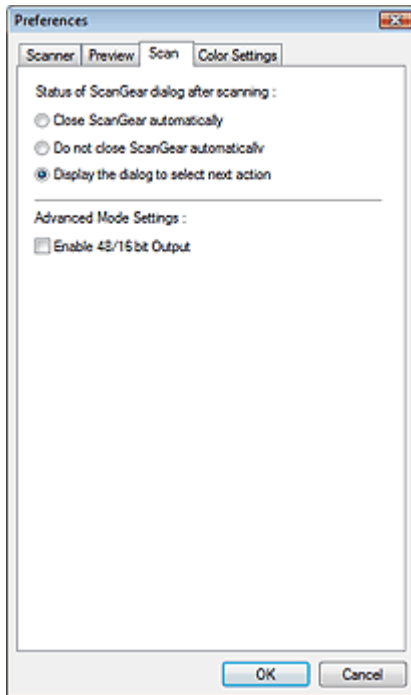 Preferences
Scanner Preview Scan Color Settings
Status of ScanGear dialog after scanning :
Close ScanGear automatically
Do not close ScanGear automatically
Display the dialog to select next action
Advanced Mode Settings :
Enable 48/16 bit Output
OK Cancel